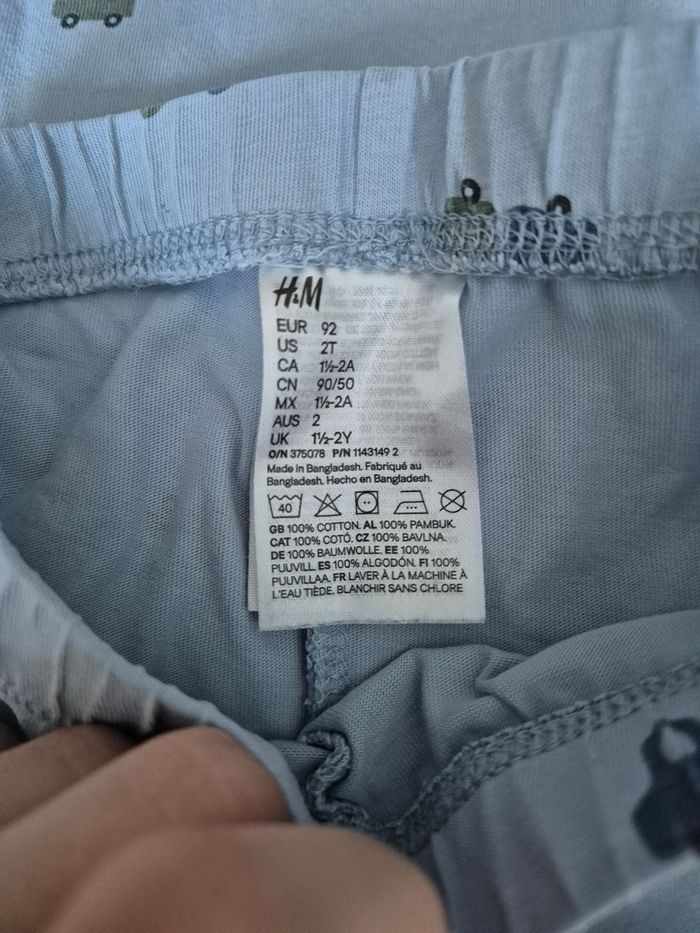 H&M
EUR 92
US 2T
CA 1½-2A
CN 90/50
MX 1½-2A
AUS 2
UK 1½-2Y
O/N 375078 P/N 1143149 2
Made in Bangladesh. Fabriqué au
Bangladesh. Hecho en Bangladesh.
40
GB 100% COTTON. AL 100% PAMBUK.
CAT 100% COTÓ. CZ 100% BAVLNA.
DE 100% BAUMWOLLE. EE 100%
PUUVILL. ES 100% ALGODÓN. FI 100%
PUUVILLAA. FR LAVER À LA MACHINE À
L'EAU TIÈDE. BLANCHIR SANS CHLORE